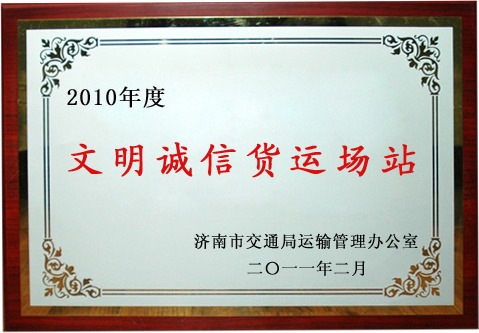 2010年度
文明诚信货运场站
济南市交通局运输管理办公室
二〇一一年二月